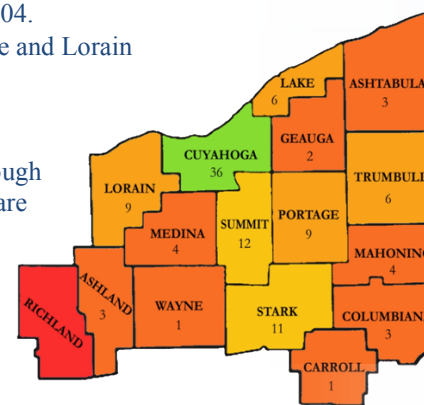 04.
e and Lorain
ough
are
LAKE
6
ASHTABULA
3
GEAUGA
2
CUYAHOGA
36
TRUMBULL
6
LORAIN
9
SUMMIT
12
PORTAGE
9
MEDINA
4
MAHONING
4
ASHLAND
3
WAYNE
1
STARK
11
RICHLAND
COLUMBIANA
3
CARROLL
1